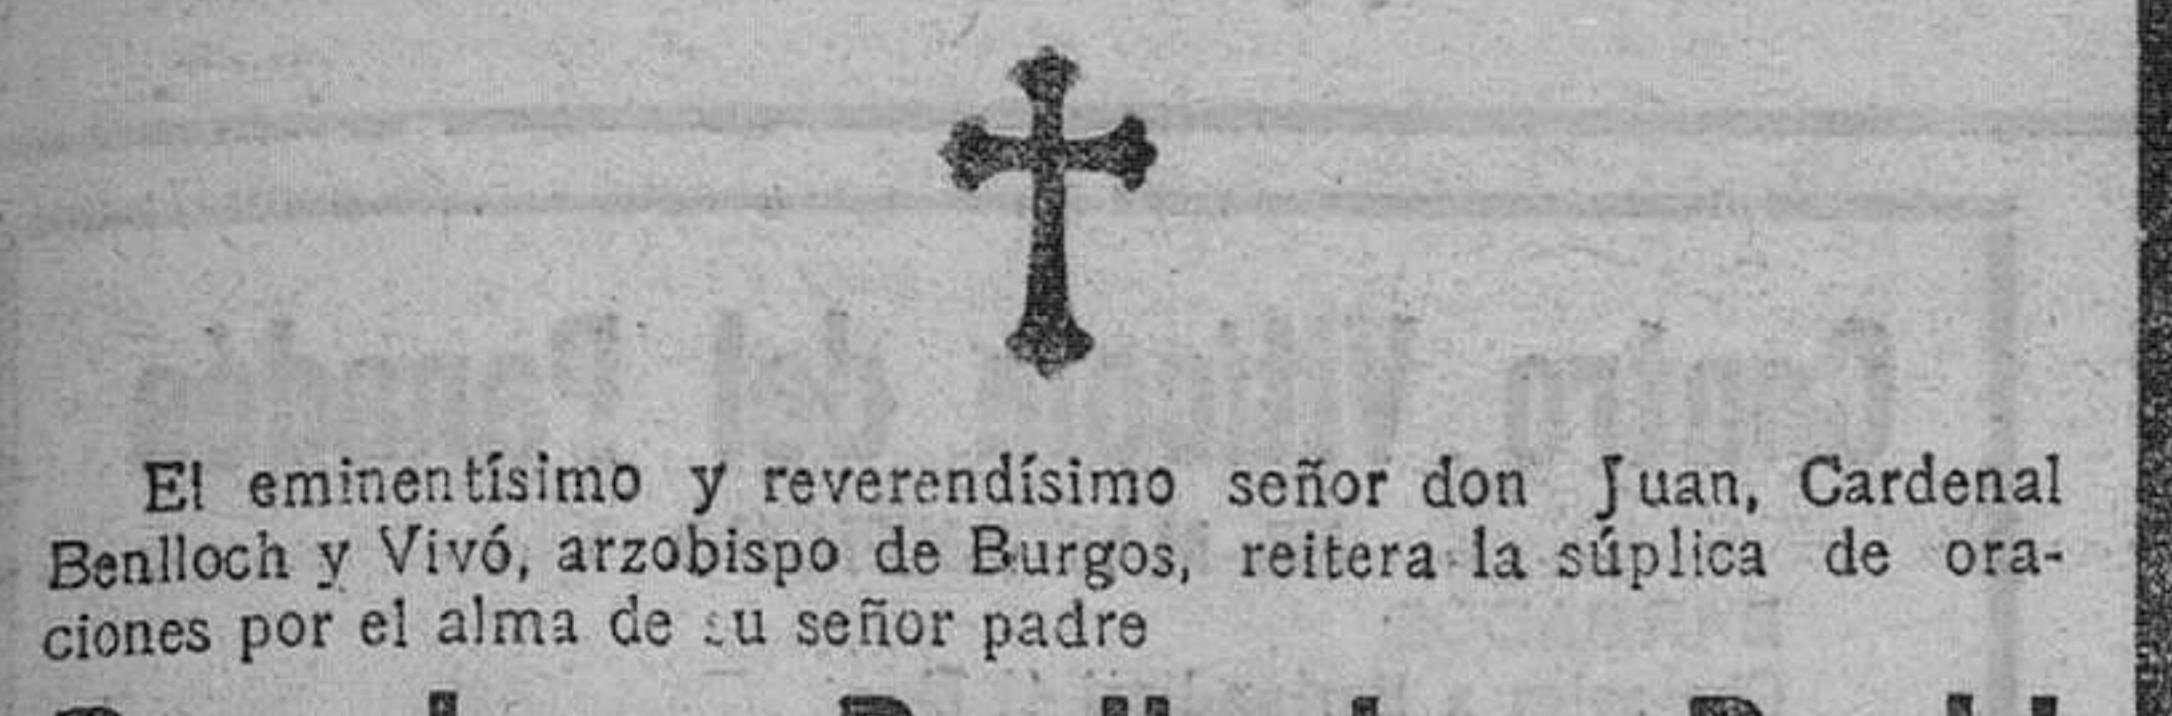 El eminentísimo y reverendísimo señor don Juan, Cardenal
Benlloch y Vivó, arzobispo de Burgos, reitera la súplica de ora-
ciones por el alma de su señor padre